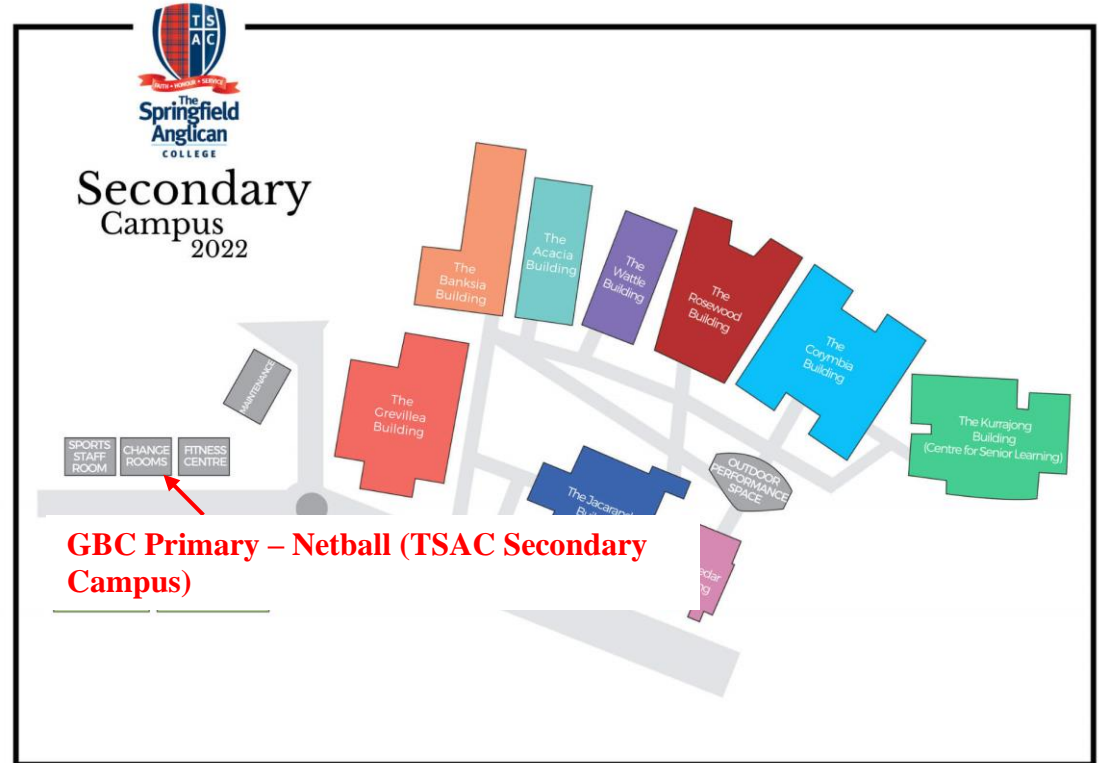 T S
A C
FAITH • HONOUR • SERVICE
The
Springfield
Anglican
COLLEGE
Secondary
Campus
2022
The
Banksia
Building
The
Acacia
Building
The
Wattle
Building
The
Rosewood
Building
The
Corymbia
Building
The Kurrajong
Building
(Centre for Senior Learning)
MAINTENANCE
The
Grevillea
Building
SPORTS
STAFF
ROOM
CHANGE
ROOMS
FITNESS
CENTRE
OUTDOOR
PERFORMANCE
SPACE
The
GBC Primary – Netball (TSAC Secondary
Campus)